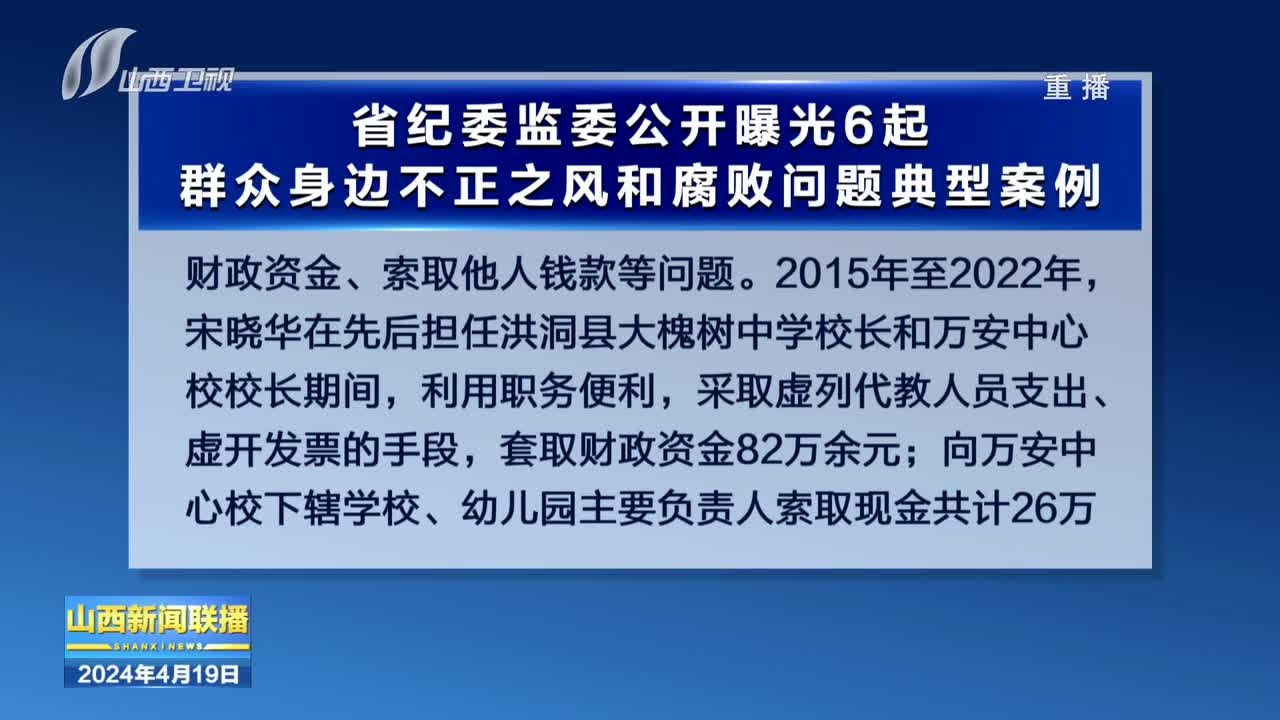 山西卫视
重播
省纪委监委公开曝光6起
群众身边不正之风和腐败问题典型案例
财政资金、索取他人钱款等问题。2015年至2022年，
宋晓华在先后担任洪洞县大槐树中学校长和万安中心
校校长期间，利用职务便利，采取虚列代教人员支出、
虚开发票的手段，套取财政资金82万余元；向万安中
心校下辖学校、幼儿园主要负责人索取现金共计26万
山西新闻联播
SHANXI NEWS
2024年4月19日